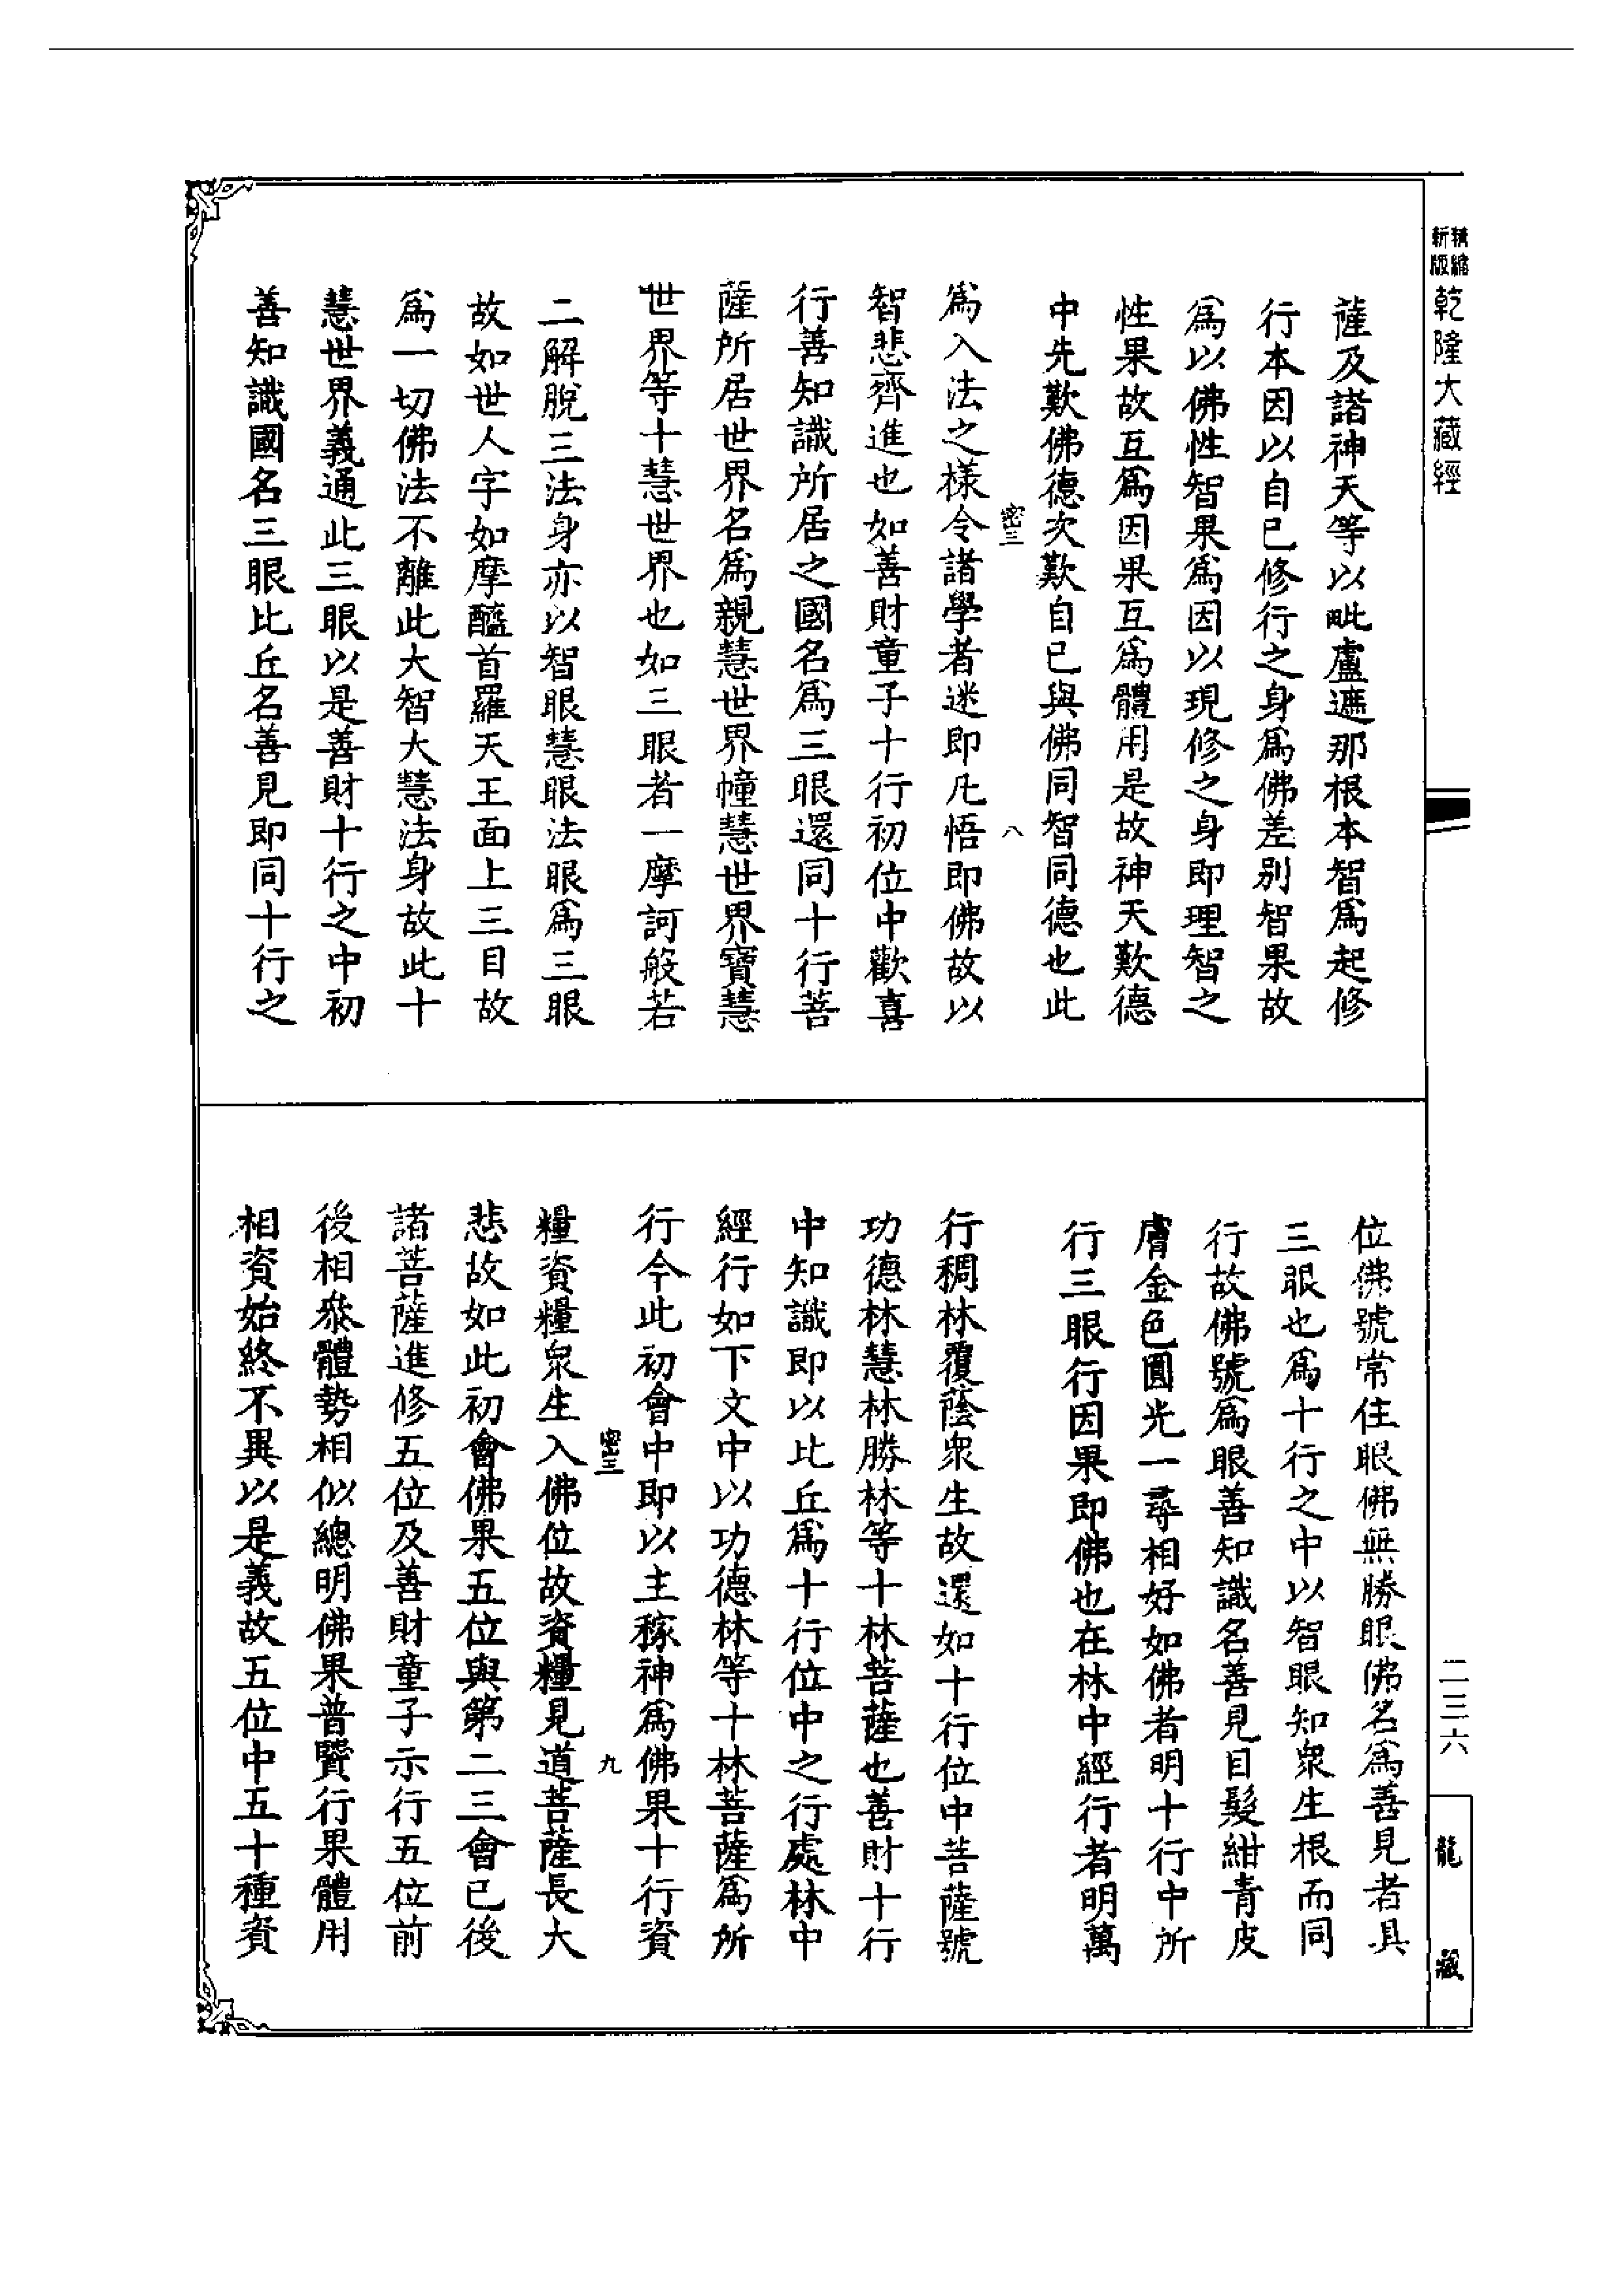 精縮
新版
乾隆大藏經
薩及諸神天等以毗盧遮那根本智爲起修
行本因以自已修行之身爲佛差别智果故
爲以佛性智果爲因以現修之身即理智之
性果故互爲因果互爲體用是故神天歎德
中先歎佛德次歎自已與佛同智同德也此
密三
八
爲入法之樣令諸學者迷即凡悟即佛故以
智悲齊進也如善財童子十行初位中歡喜
行善知識所居之國名爲三眼還同十行菩
薩所居世界名爲親慧世界幢慧世界寶慧
世界等十慧世界也如三眼者一摩訶般若
二解脫三法身亦以智眼慧眼法眼爲三眼
故如世人字如摩醯首羅天王面上三目故
爲一切佛法不離此大智大慧法身故此十
慧世界義通此三眼以是善財十行之中初
善知識國名三眼比丘名善見即同十行之
位佛號常住眼佛無勝眼佛名爲善見者具
三眼也爲十行之中以智眼知衆生根而同
行故佛號爲眼善知識名善見目髮紺青皮
膚金色圓光一尋相好如佛者明十行中所
行三眼行因果即佛也在林中經行者明萬
行稠林覆蔭衆生故還如十行位中菩薩號
功德林慧林勝林等十林菩薩也善財十行
中知識即以比丘爲十行位中之行處林中
經行如下文中以功德林等十林菩薩爲所
行今此初會中即以主稼神爲佛果十行資
密三
九
糧資糧衆生入佛位故資糧見道菩薩長大
悲故如此初會佛果五位與第二三會已後
諸菩薩進修五位及善財童子示行五位前
後相叅體勢相似總明佛果普賢行果體用
相資始終不異以是義故五位中五十種資
二三六
龍藏